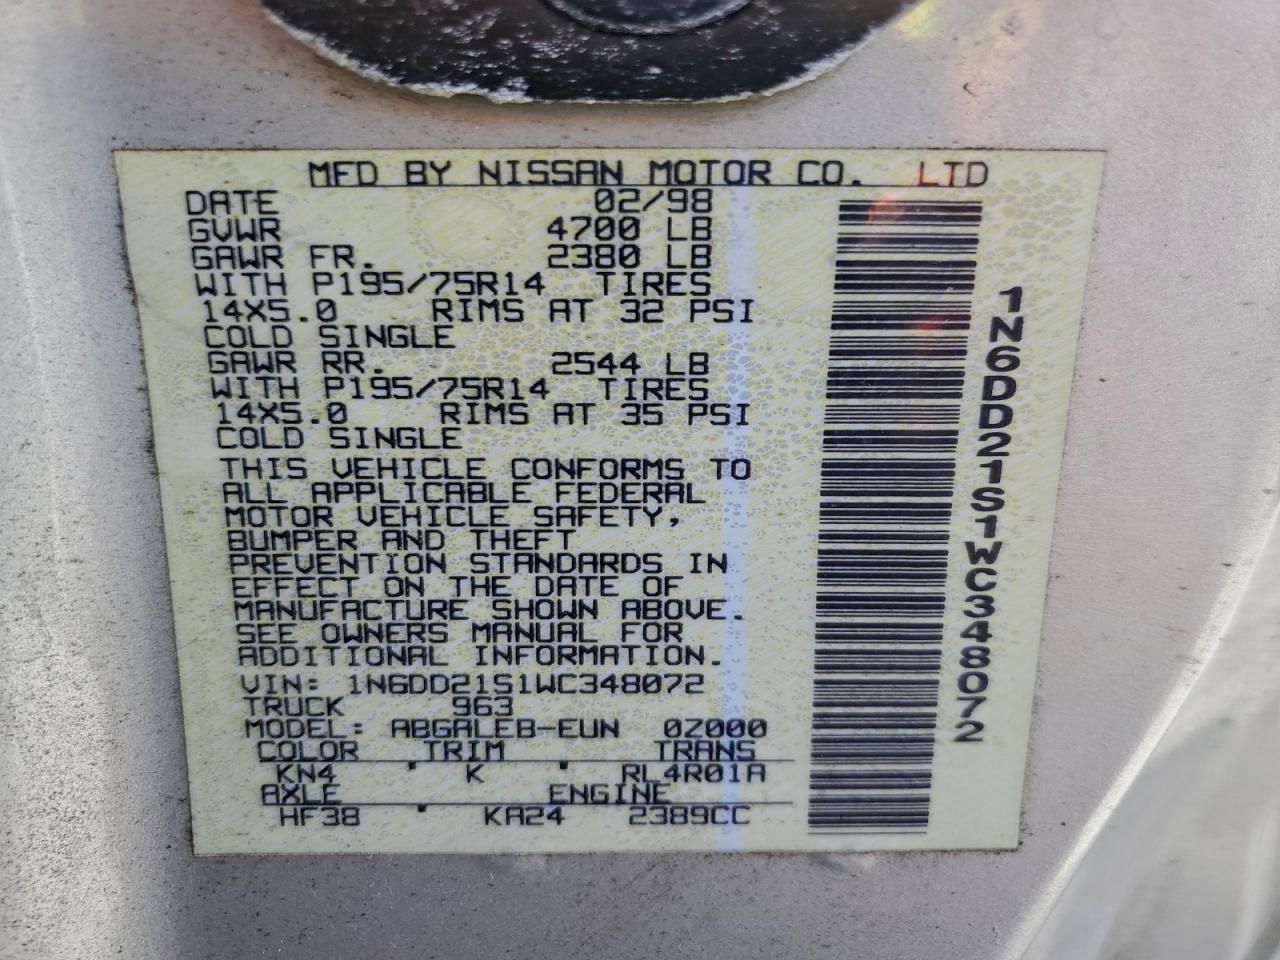 MFD BY NISSAN MOTOR CO. LTD
DATE 02/98
GVWR 4700 LB
GAWR FR. 2380 LB
WITH P195/75R14 TIRES
14X5.0 RIMS AT 32 PSI
COLD SINGLE
GAWR RR. 2544 LB
WITH P195/75R14 TIRES
14X5.0 RIMS AT 35 PSI
COLD SINGLE
THIS VEHICLE CONFORMS TO
ALL APPLICABLE FEDERAL
MOTOR VEHICLE SAFETY,
BUMPER AND THEFT
PREVENTION STANDARDS IN
EFFECT ON THE DATE OF
MANUFACTURE SHOWN ABOVE.
SEE OWNERS MANUAL FOR
ADDITIONAL INFORMATION.
VIN: 1N6DD21S1WC348072
TRUCK 963
MODEL: ABGALEB-EUN 0Z000
COLOR TRIM TRANS
KN4 K RL4R01A
AXLE ENGINE
HF38 KA24 2389CC
1N6DD21S1WC348072